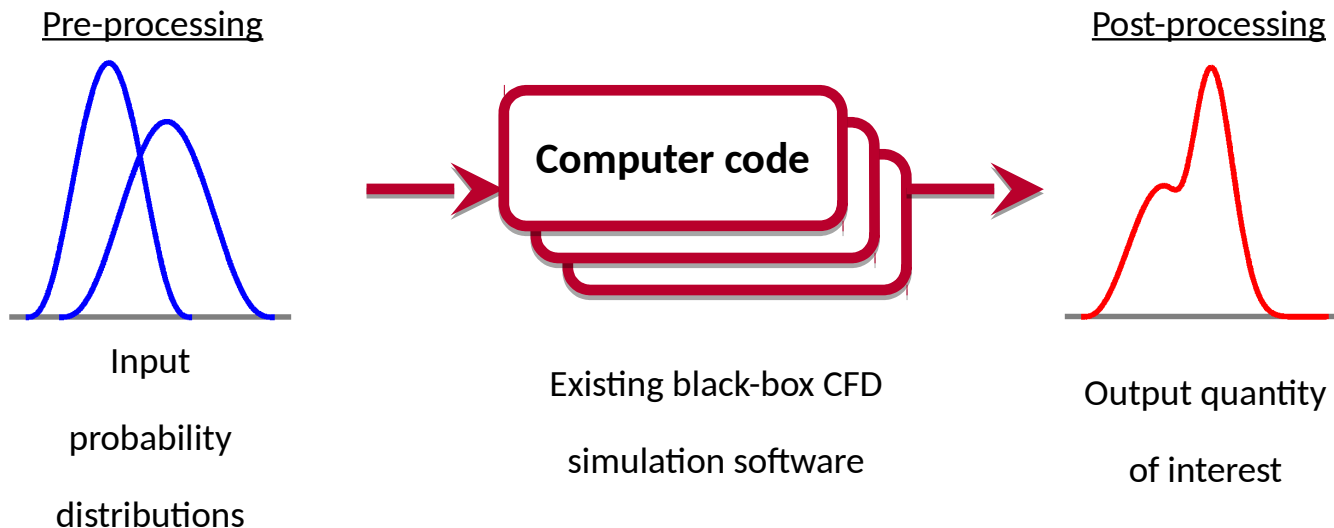 Pre-processing
Input
probability
distributions
Computer code
Existing black-box CFD
simulation software
Post-processing
Output quantity
of interest